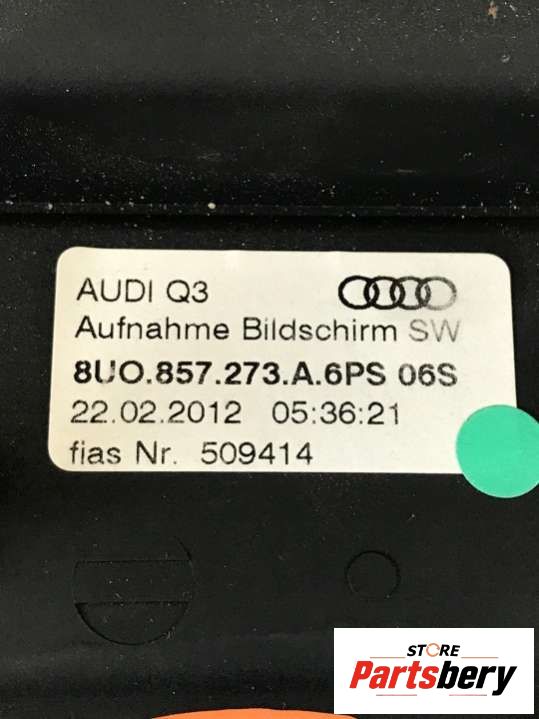 AUDI Q3
Aufnahme Bildschirm SW
8U0.857.273.A.6PS 06S
22.02.2012 05:36:21
fias Nr. 509414
STORE
Partsbery